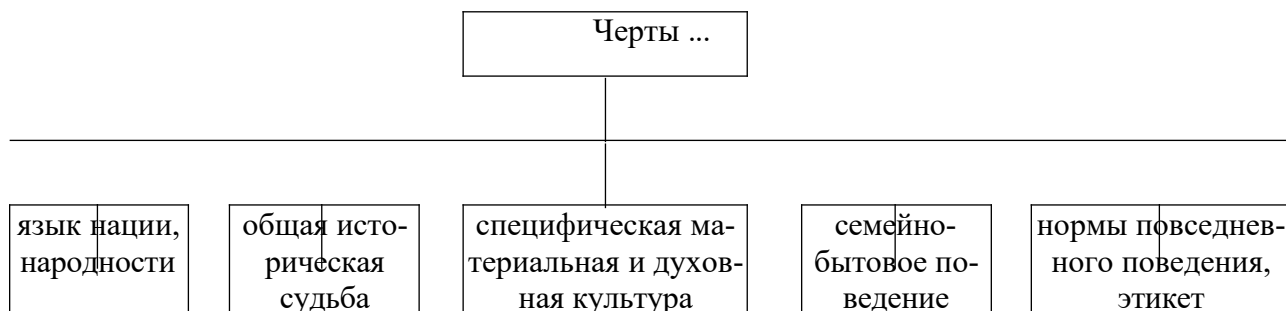 Черты ...
язык нации,
народности
общая исто-
рическая
судьба
специфическая ма-
териальная и духов-
ная культура
семейно-
бытовое по-
ведение
нормы повседнев-
ного поведения,
этикет